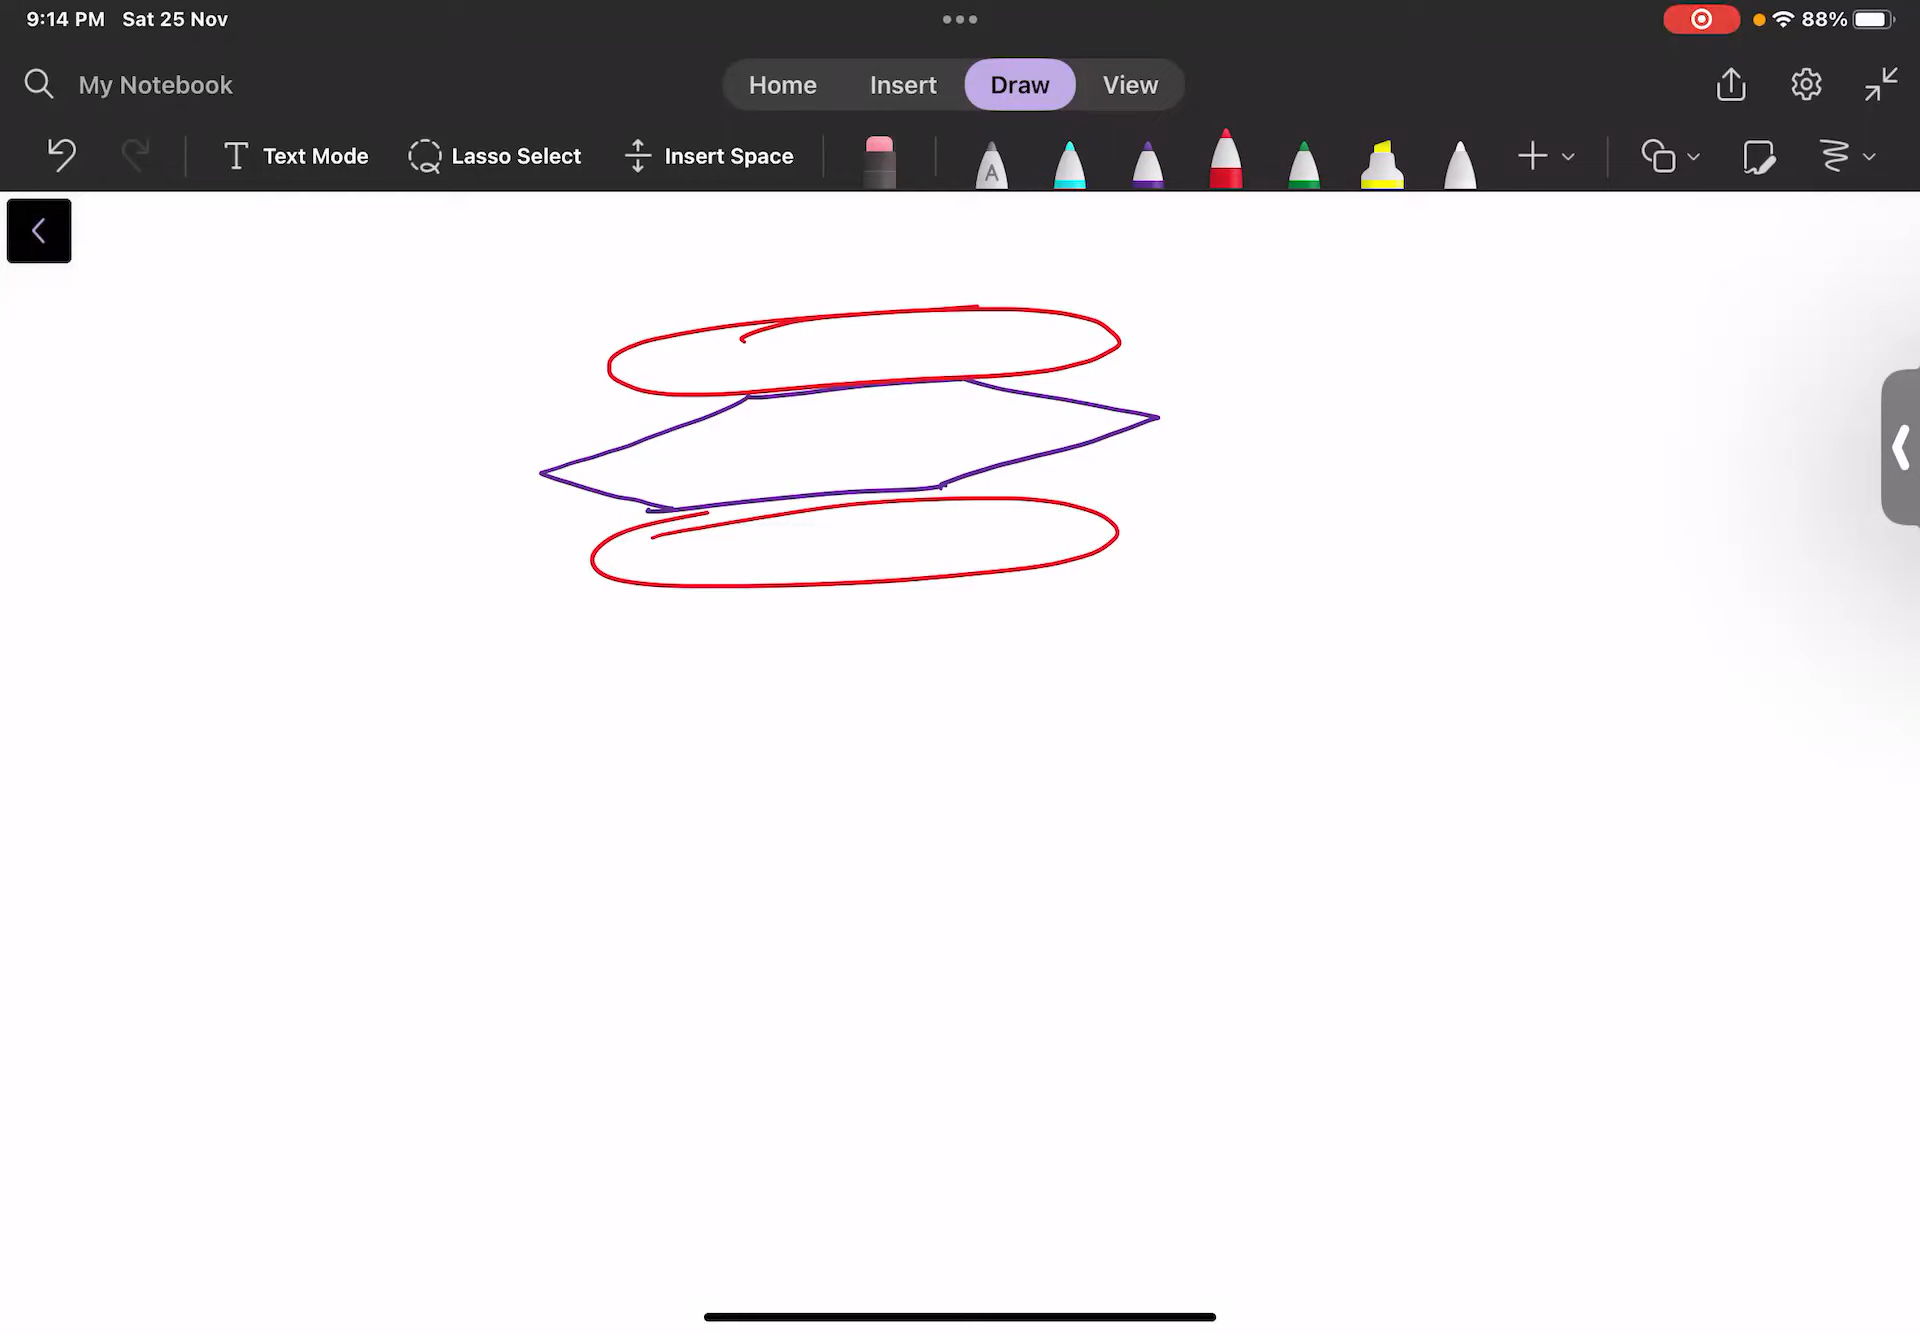 9:14 PM Sat 25 Nov
88%
My Notebook
Home Insert Draw View
Text Mode Lasso Select Insert Space
A